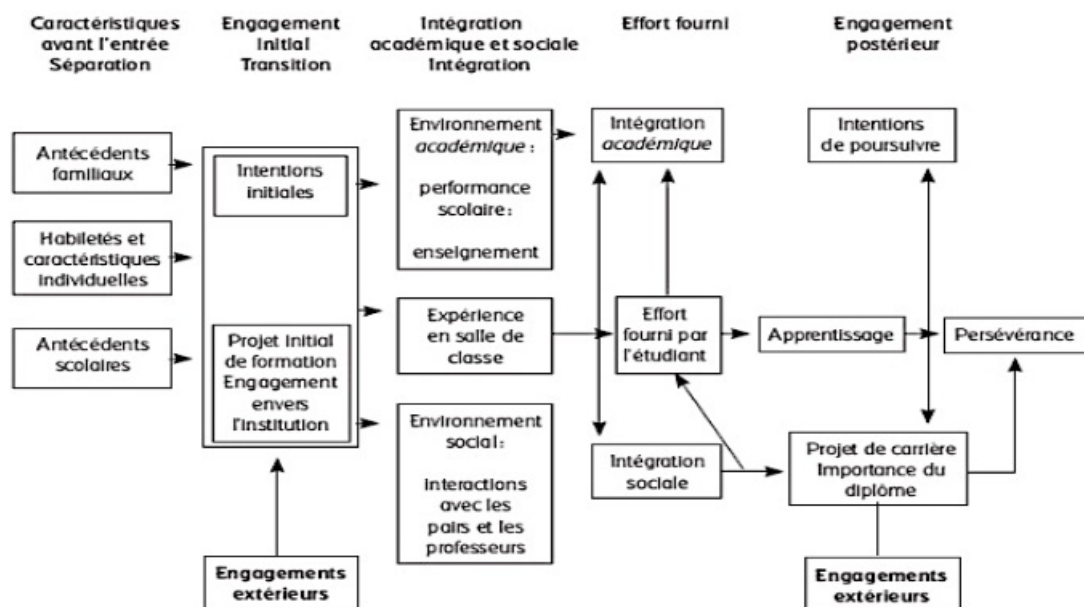 Caractéristiques
avant l'entrée
Séparation
Engagement
Initial
Transition
Intégration
académique et sociale
Intégration
Effort fourni
Engagement
postérieur
Antécédents
familiaux
Habiletés et
caractéristiques
individuelles
Antécédents
scolaires
Intentions
initiales
Projet initial
de formation
Engagement
envers
l'institution
Engagements
extérieurs
Environnement
académique :
performance
scolaire :
enseignement
Expérience
en salle de
classe
Environnement
social :
interactions
avec les
pairs et les
professeurs
Intégration
académique
Effort
fourni par
l'étudiant
Intégration
sociale
Intentions
de poursuivre
Apprentissage
Persévérance
Projet de carrière
Importance du
diplôme
Engagements
extérieurs